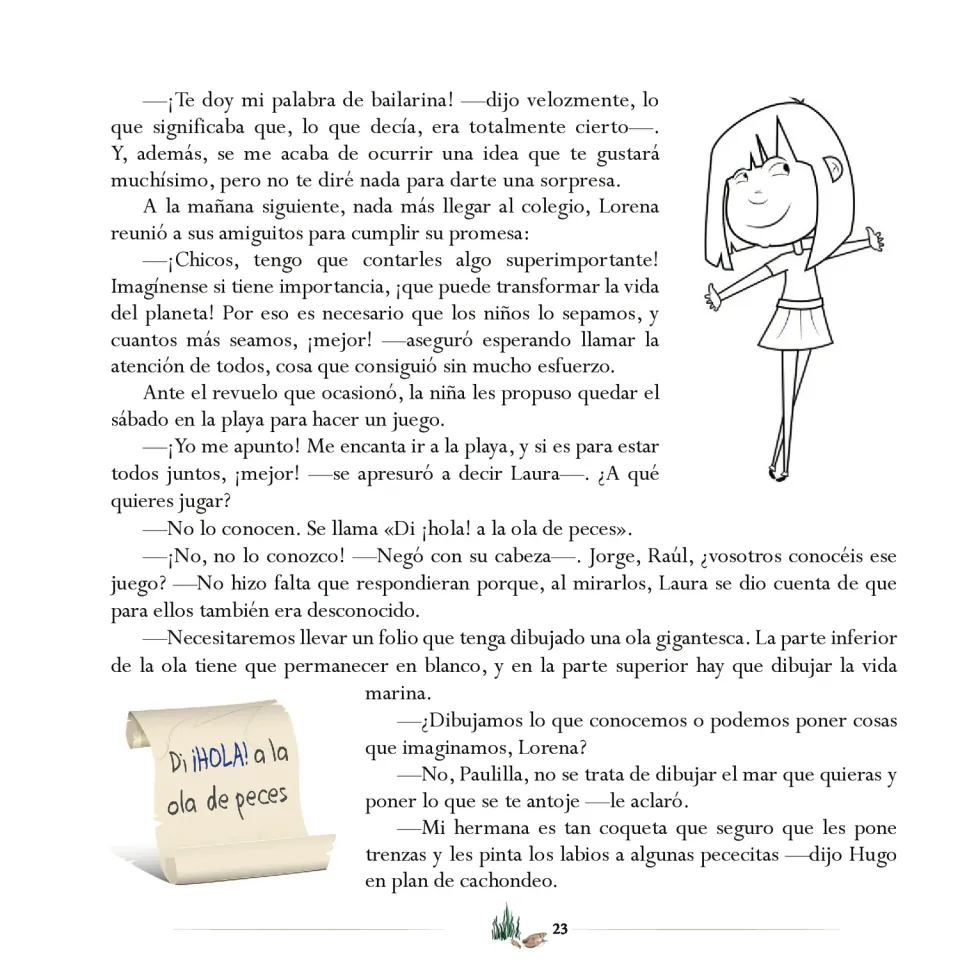 —¡Te doy mi palabra de bailarina! —dijo velozmente, lo
que significaba que, lo que decía, era totalmente cierto—.
Y, además, se me acaba de ocurrir una idea que te gustará
muchísimo, pero no te diré nada para darte una sorpresa.
A la mañana siguiente, nada más llegar al colegio, Lorena
reunió a sus amiguitos para cumplir su promesa:
—¡Chicos, tengo que contarles algo superimportante!
Imagínense si tiene importancia, ¡que puede transformar la vida
del planeta! Por eso es necesario que los niños lo sepamos, y
cuantos más seamos, ¡mejor! —aseguró esperando llamar la
atención de todos, cosa que consiguió sin mucho esfuerzo.
Ante el revuelo que ocasionó, la niña les propuso quedar el
sábado en la playa para hacer un juego.
—¡Yo me apunto! Me encanta ir a la playa, y si es para estar
todos juntos, ¡mejor! —se apresuró a decir Laura—. ¿A qué
quieres jugar?
—No lo conocen. Se llama «Di ¡hola! a la ola de peces».
—¡No, no lo conozco! —Negó con su cabeza—. Jorge, Raúl, ¿vosotros conocéis ese
juego? —No hizo falta que respondieran porque, al mirarlos, Laura se dio cuenta de que
para ellos también era desconocido.
—Necesitaremos llevar un folio que tenga dibujado una ola gigantesca. La parte inferior
de la ola tiene que permanecer en blanco, y en la parte superior hay que dibujar la vida
marina.
—¿Dibujamos lo que conocemos o podemos poner cosas
que imaginamos, Lorena?
—No, Paulilla, no se trata de dibujar el mar que quieras y
poner lo que se te antoje —le aclaró.
—Mi hermana es tan coqueta que seguro que les pone
trenzas y les pinta los labios a algunas pececitas —dijo Hugo
en plan de cachondeo.
Di ¡HOLA! a la
ola de peces
23